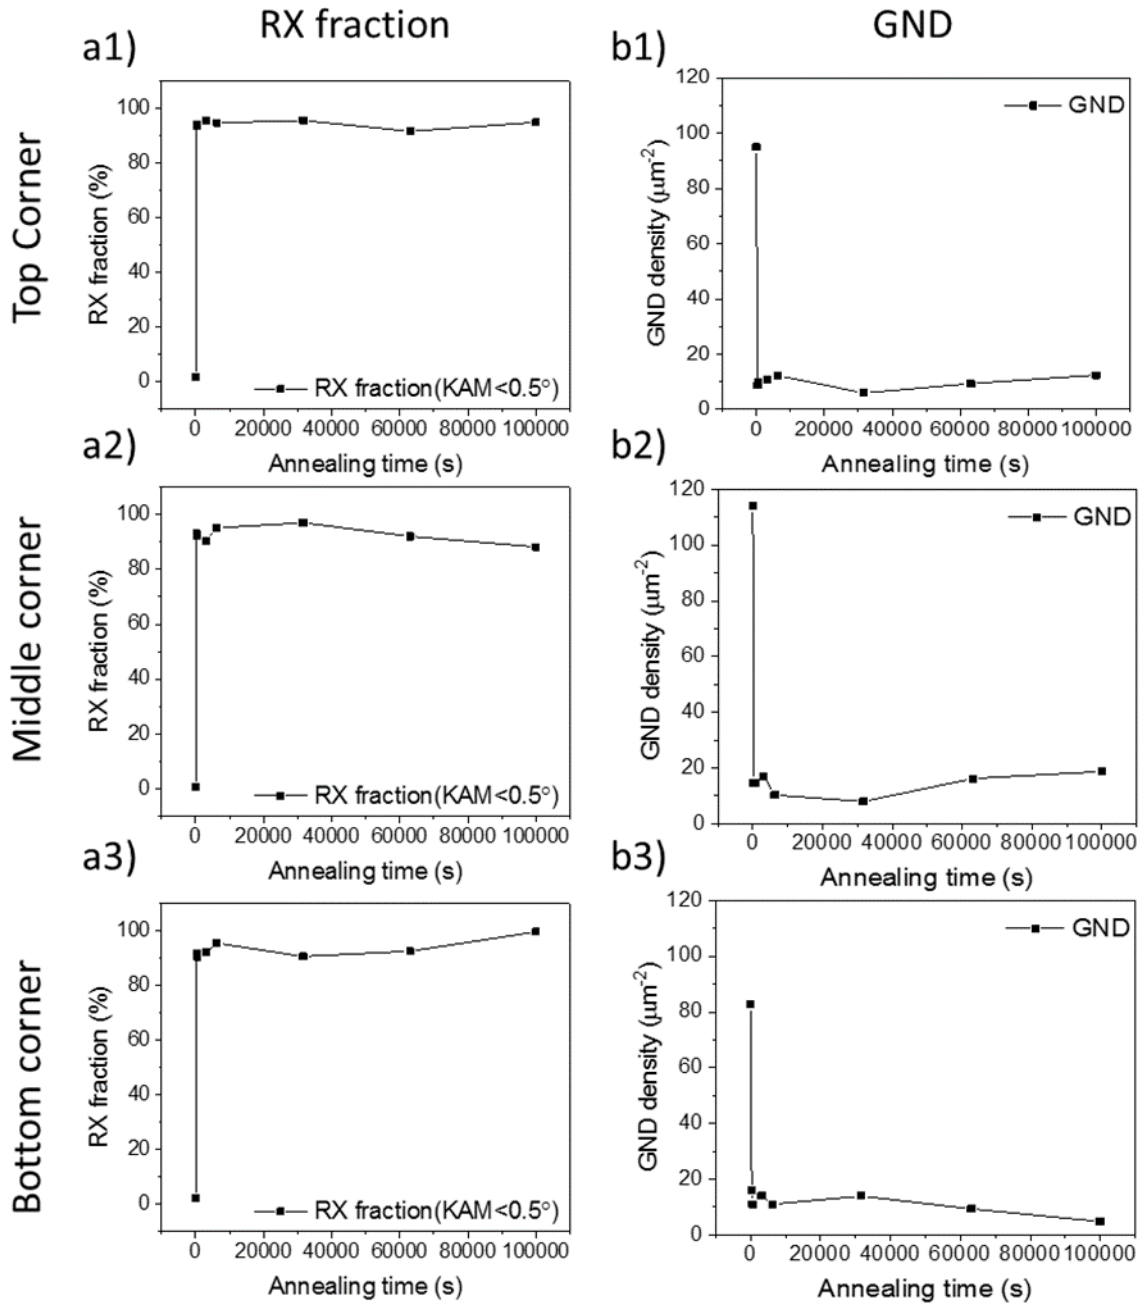 RX fraction
GND
Top Corner
a1)
100
80
60
40
20
0
RX fraction (%)
RX fraction(KAM<0.5°)
0 20000 40000 60000 80000 100000
Annealing time (s)
b1)
120
100
80
60
40
20
0
GND density (μm⁻²)
GND
0 20000 40000 60000 80000 100000
Annealing time (s)
Middle corner
a2)
100
80
60
40
20
0
RX fraction (%)
RX fraction(KAM<0.5°)
0 20000 40000 60000 80000 100000
Annealing time (s)
b2)
120
100
80
60
40
20
0
GND density (μm⁻²)
GND
0 20000 40000 60000 80000 100000
Annealing time (s)
Bottom corner
a3)
100
80
60
40
20
0
RX fraction (%)
RX fraction(KAM<0.5°)
0 20000 40000 60000 80000 100000
Annealing time (s)
b3)
120
100
80
60
40
20
0
GND density (μm⁻²)
GND
0 20000 40000 60000 80000 100000
Annealing time (s)